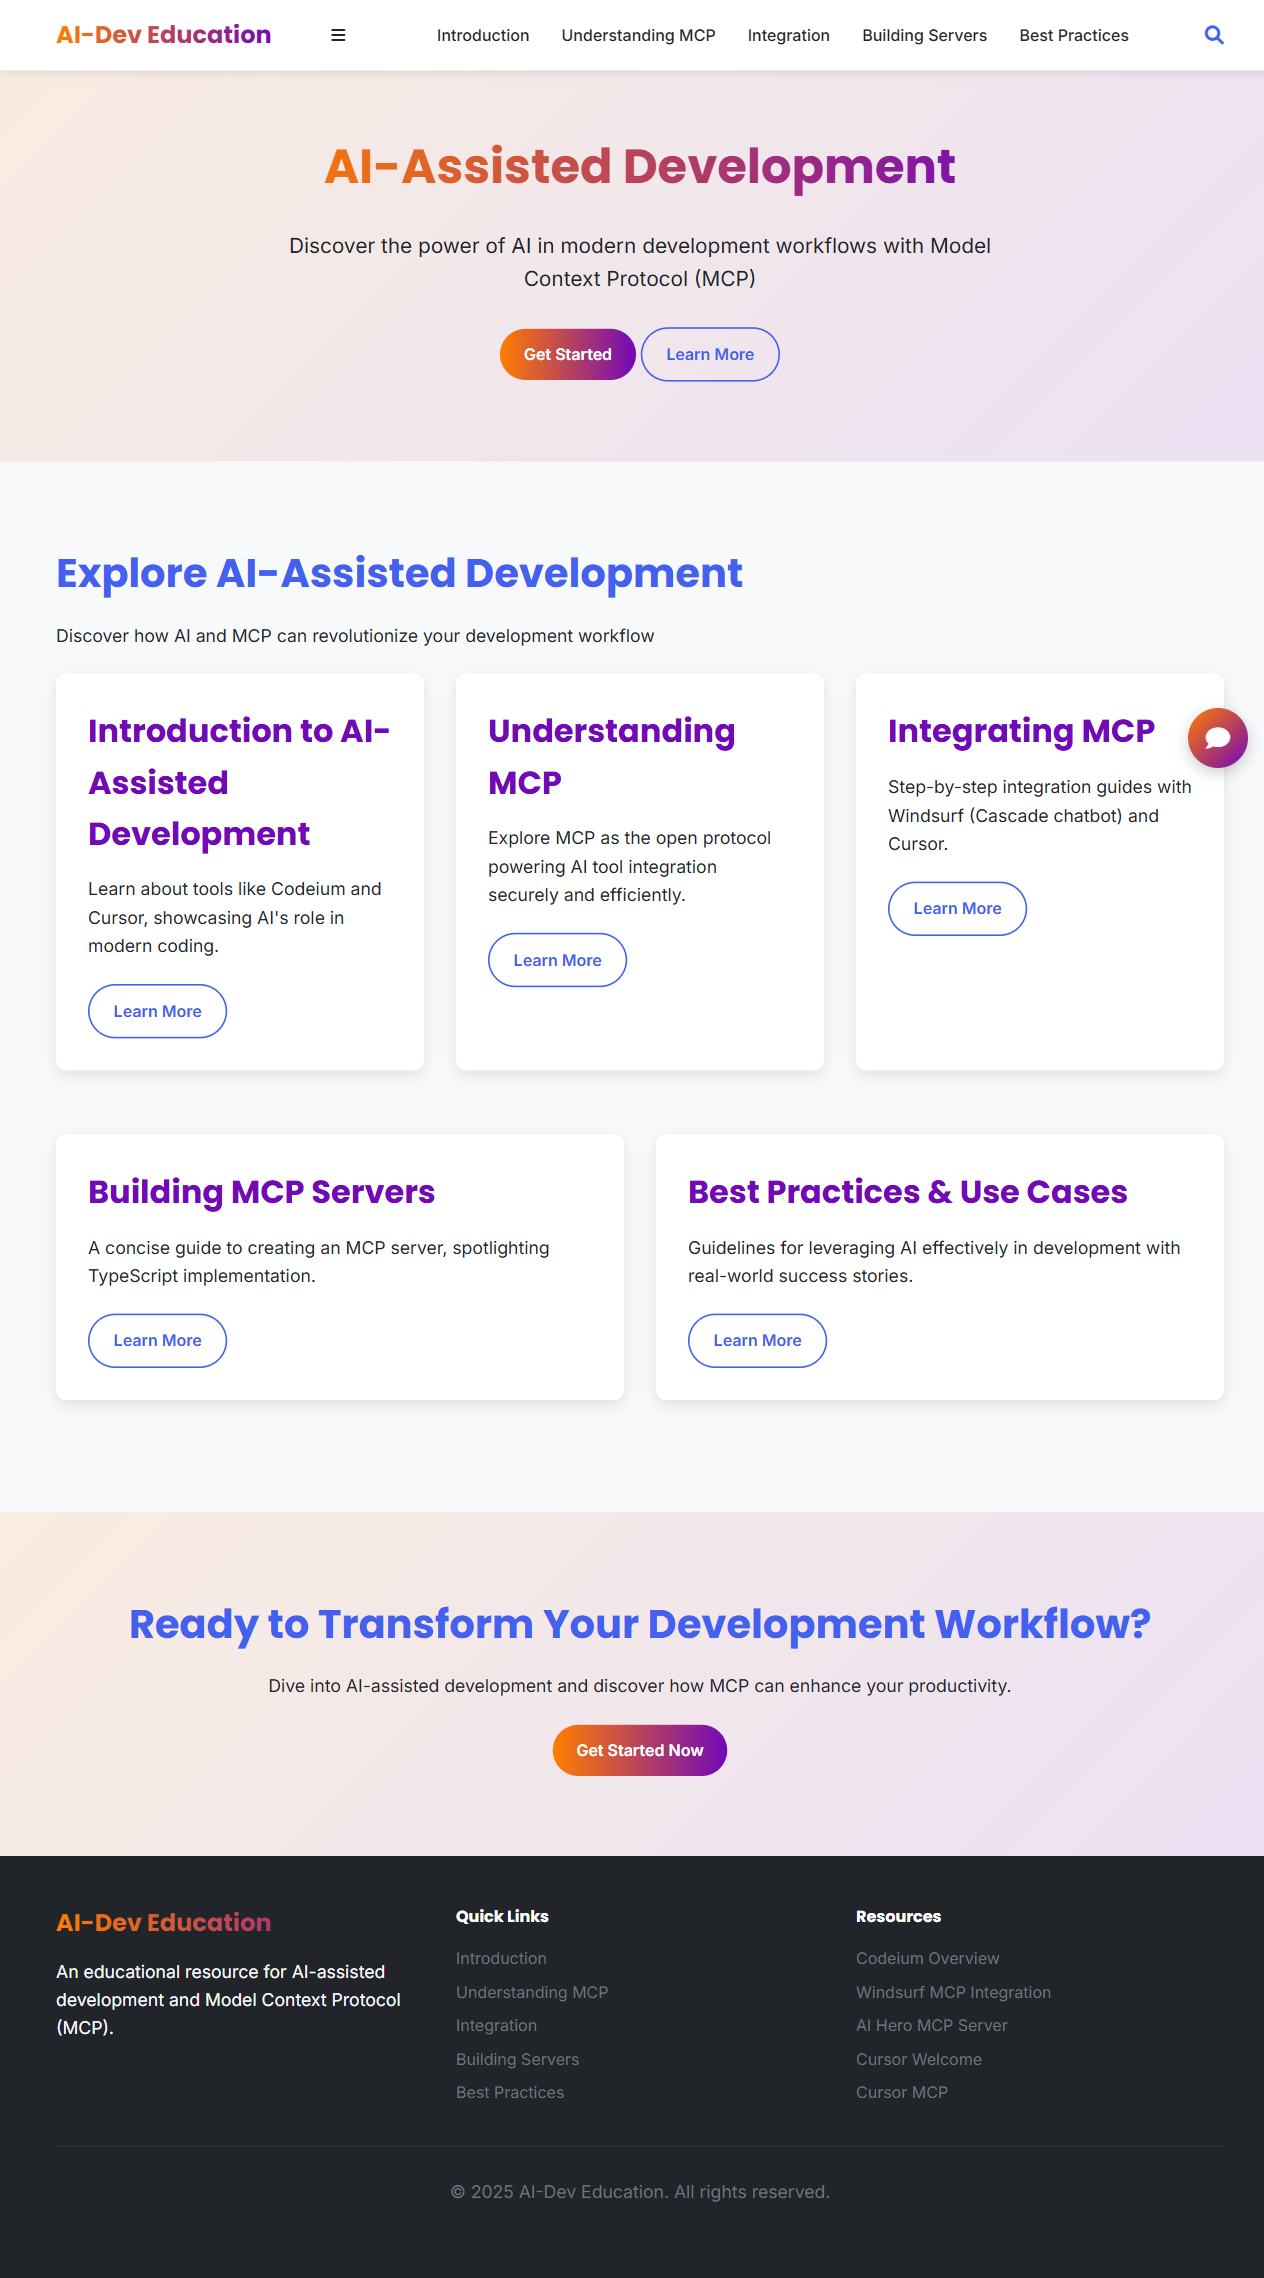 AI-Dev Education
Introduction
Understanding MCP
Integration
Building Servers
Best Practices
AI-Assisted Development
Discover the power of AI in modern development workflows with Model
Context Protocol (MCP)
Get Started
Learn More
Explore AI-Assisted Development
Discover how AI and MCP can revolutionize your development workflow
Introduction to AI-
Assisted
Development
Learn about tools like Codeium and
Cursor, showcasing AI's role in
modern coding.
Learn More
Understanding
MCP
Explore MCP as the open protocol
powering AI tool integration
securely and efficiently.
Learn More
Integrating MCP
Step-by-step integration guides with
Windsurf (Cascade chatbot) and
Cursor.
Learn More
Building MCP Servers
A concise guide to creating an MCP server, spotlighting
TypeScript implementation.
Learn More
Best Practices & Use Cases
Guidelines for leveraging AI effectively in development with
real-world success stories.
Learn More
Ready to Transform Your Development Workflow?
Dive into AI-assisted development and discover how MCP can enhance your productivity.
Get Started Now
AI-Dev Education
An educational resource for AI-assisted
development and Model Context Protocol
(MCP).
Quick Links
Introduction
Understanding MCP
Integration
Building Servers
Best Practices
Resources
Codeium Overview
Windsurf MCP Integration
AI Hero MCP Server
Cursor Welcome
Cursor MCP
© 2025 AI-Dev Education. All rights reserved.